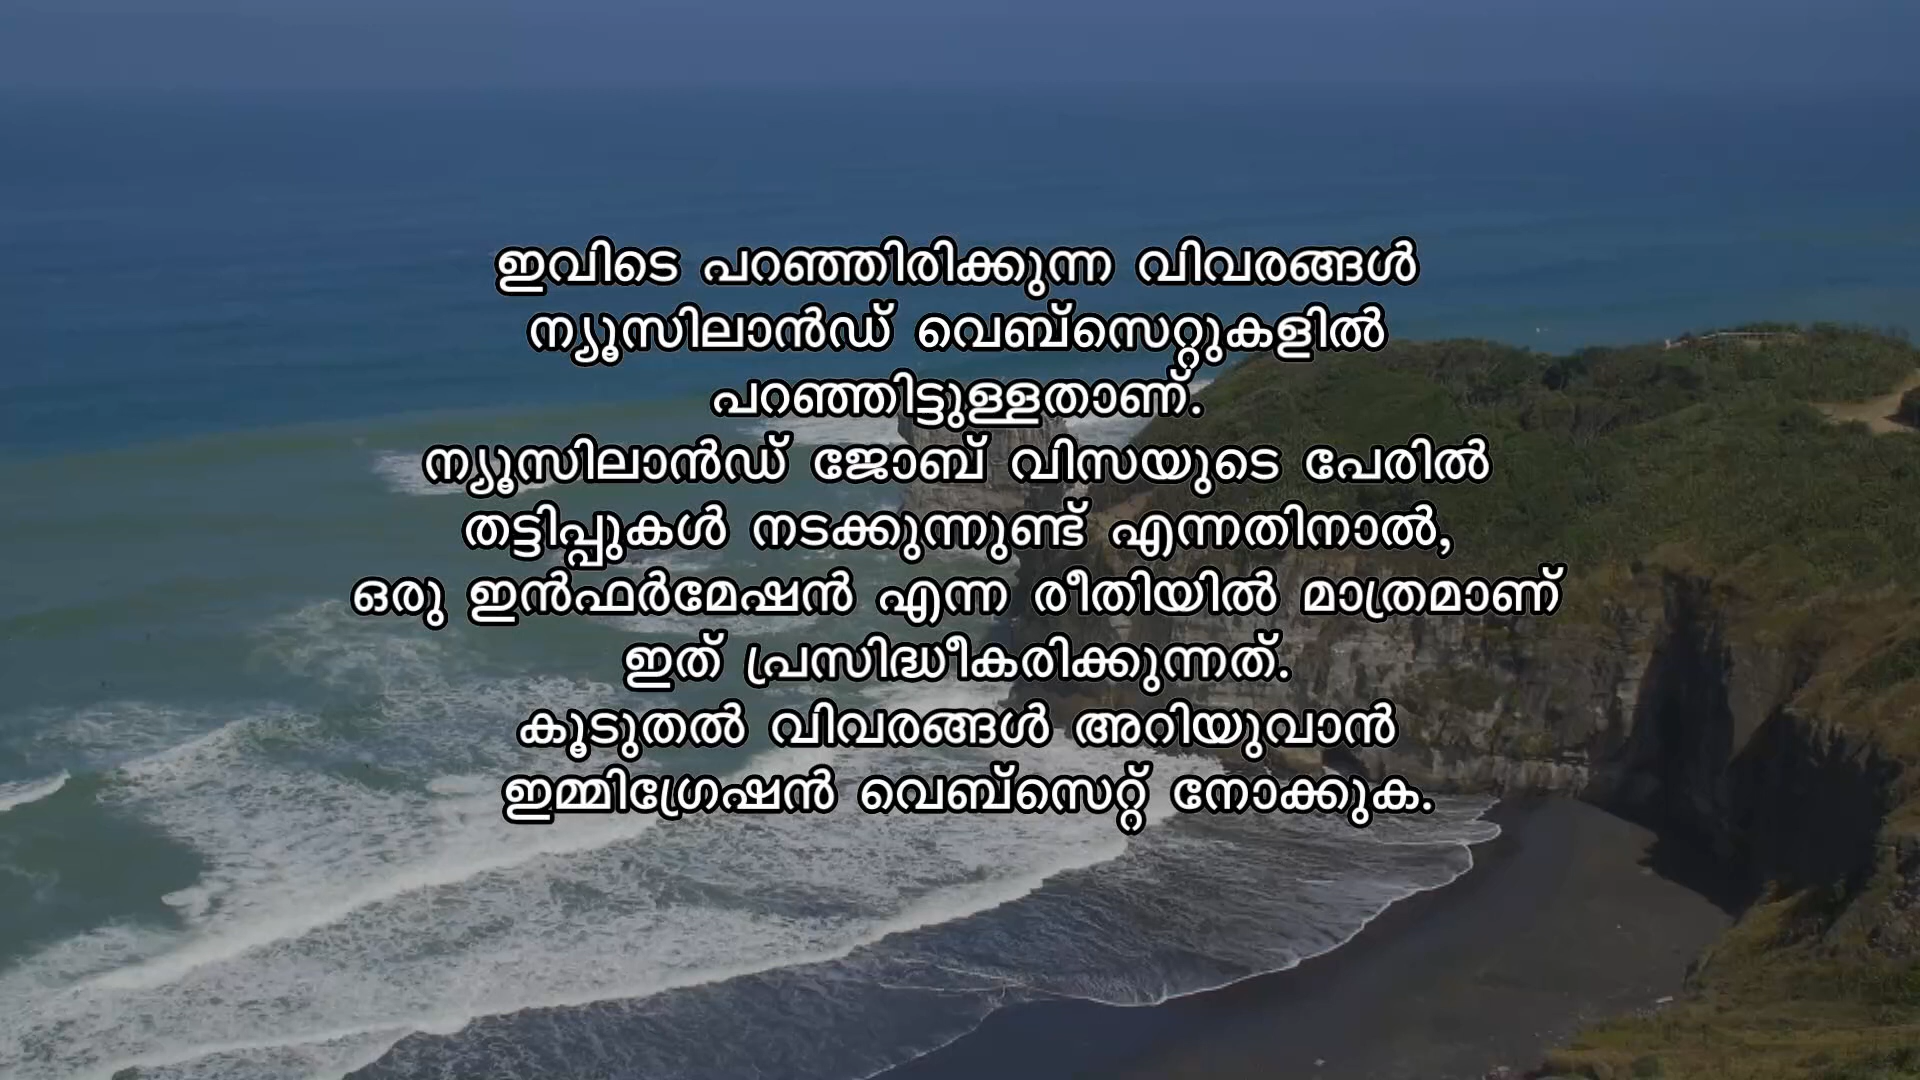 ഇവിടെ പറഞ്ഞിരിക്കുന്ന വിവരങ്ങൾ
ന്യൂസിലാൻഡ് വെബ്സെറ്റുകളിൽ
പറഞ്ഞിട്ടുള്ളതാണ്.
ന്യൂസിലാൻഡ് ജോബ് വിസയുടെ പേരിൽ
തട്ടിപ്പുകൾ നടക്കുന്നുണ്ട് എന്നതിനാൽ,
ഒരു ഇൻഫർമേഷൻ എന്ന രീതിയിൽ മാത്രമാണ്
ഇത് പ്രസിദ്ധീകരിക്കുന്നത്.
കൂടുതൽ വിവരങ്ങൾ അറിയുവാൻ
ഇമ്മിഗ്രേഷൻ വെബ്സെറ്റ് നോക്കുക.